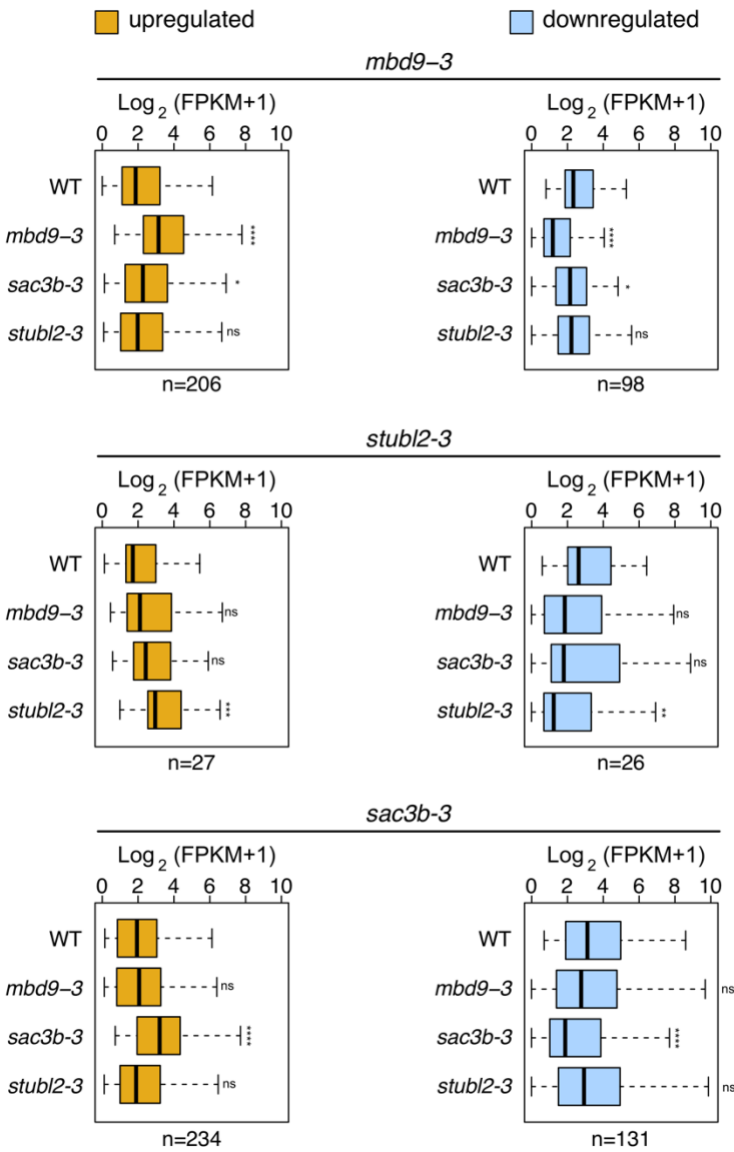 upregulated downregulated
mbd9–3
Log2 (FPKM+1) Log2 (FPKM+1)
0 2 4 6 8 10 0 2 4 6 8 10
WT WT
mbd9–3 **** mbd9–3 ****
sac3b-3 * sac3b-3 *
stubl2-3 ns stubl2-3 ns
n=206 n=98
stubl2-3
Log2 (FPKM+1) Log2 (FPKM+1)
0 2 4 6 8 10 0 2 4 6 8 10
WT WT
mbd9–3 ns mbd9–3 ns
sac3b-3 ns sac3b-3 ns
stubl2-3 *** stubl2-3 **
n=27 n=26
sac3b-3
Log2 (FPKM+1) Log2 (FPKM+1)
0 2 4 6 8 10 0 2 4 6 8 10
WT WT
mbd9–3 ns mbd9–3 ns
sac3b-3 **** sac3b-3 ****
stubl2-3 ns stubl2-3 ns
n=234 n=131